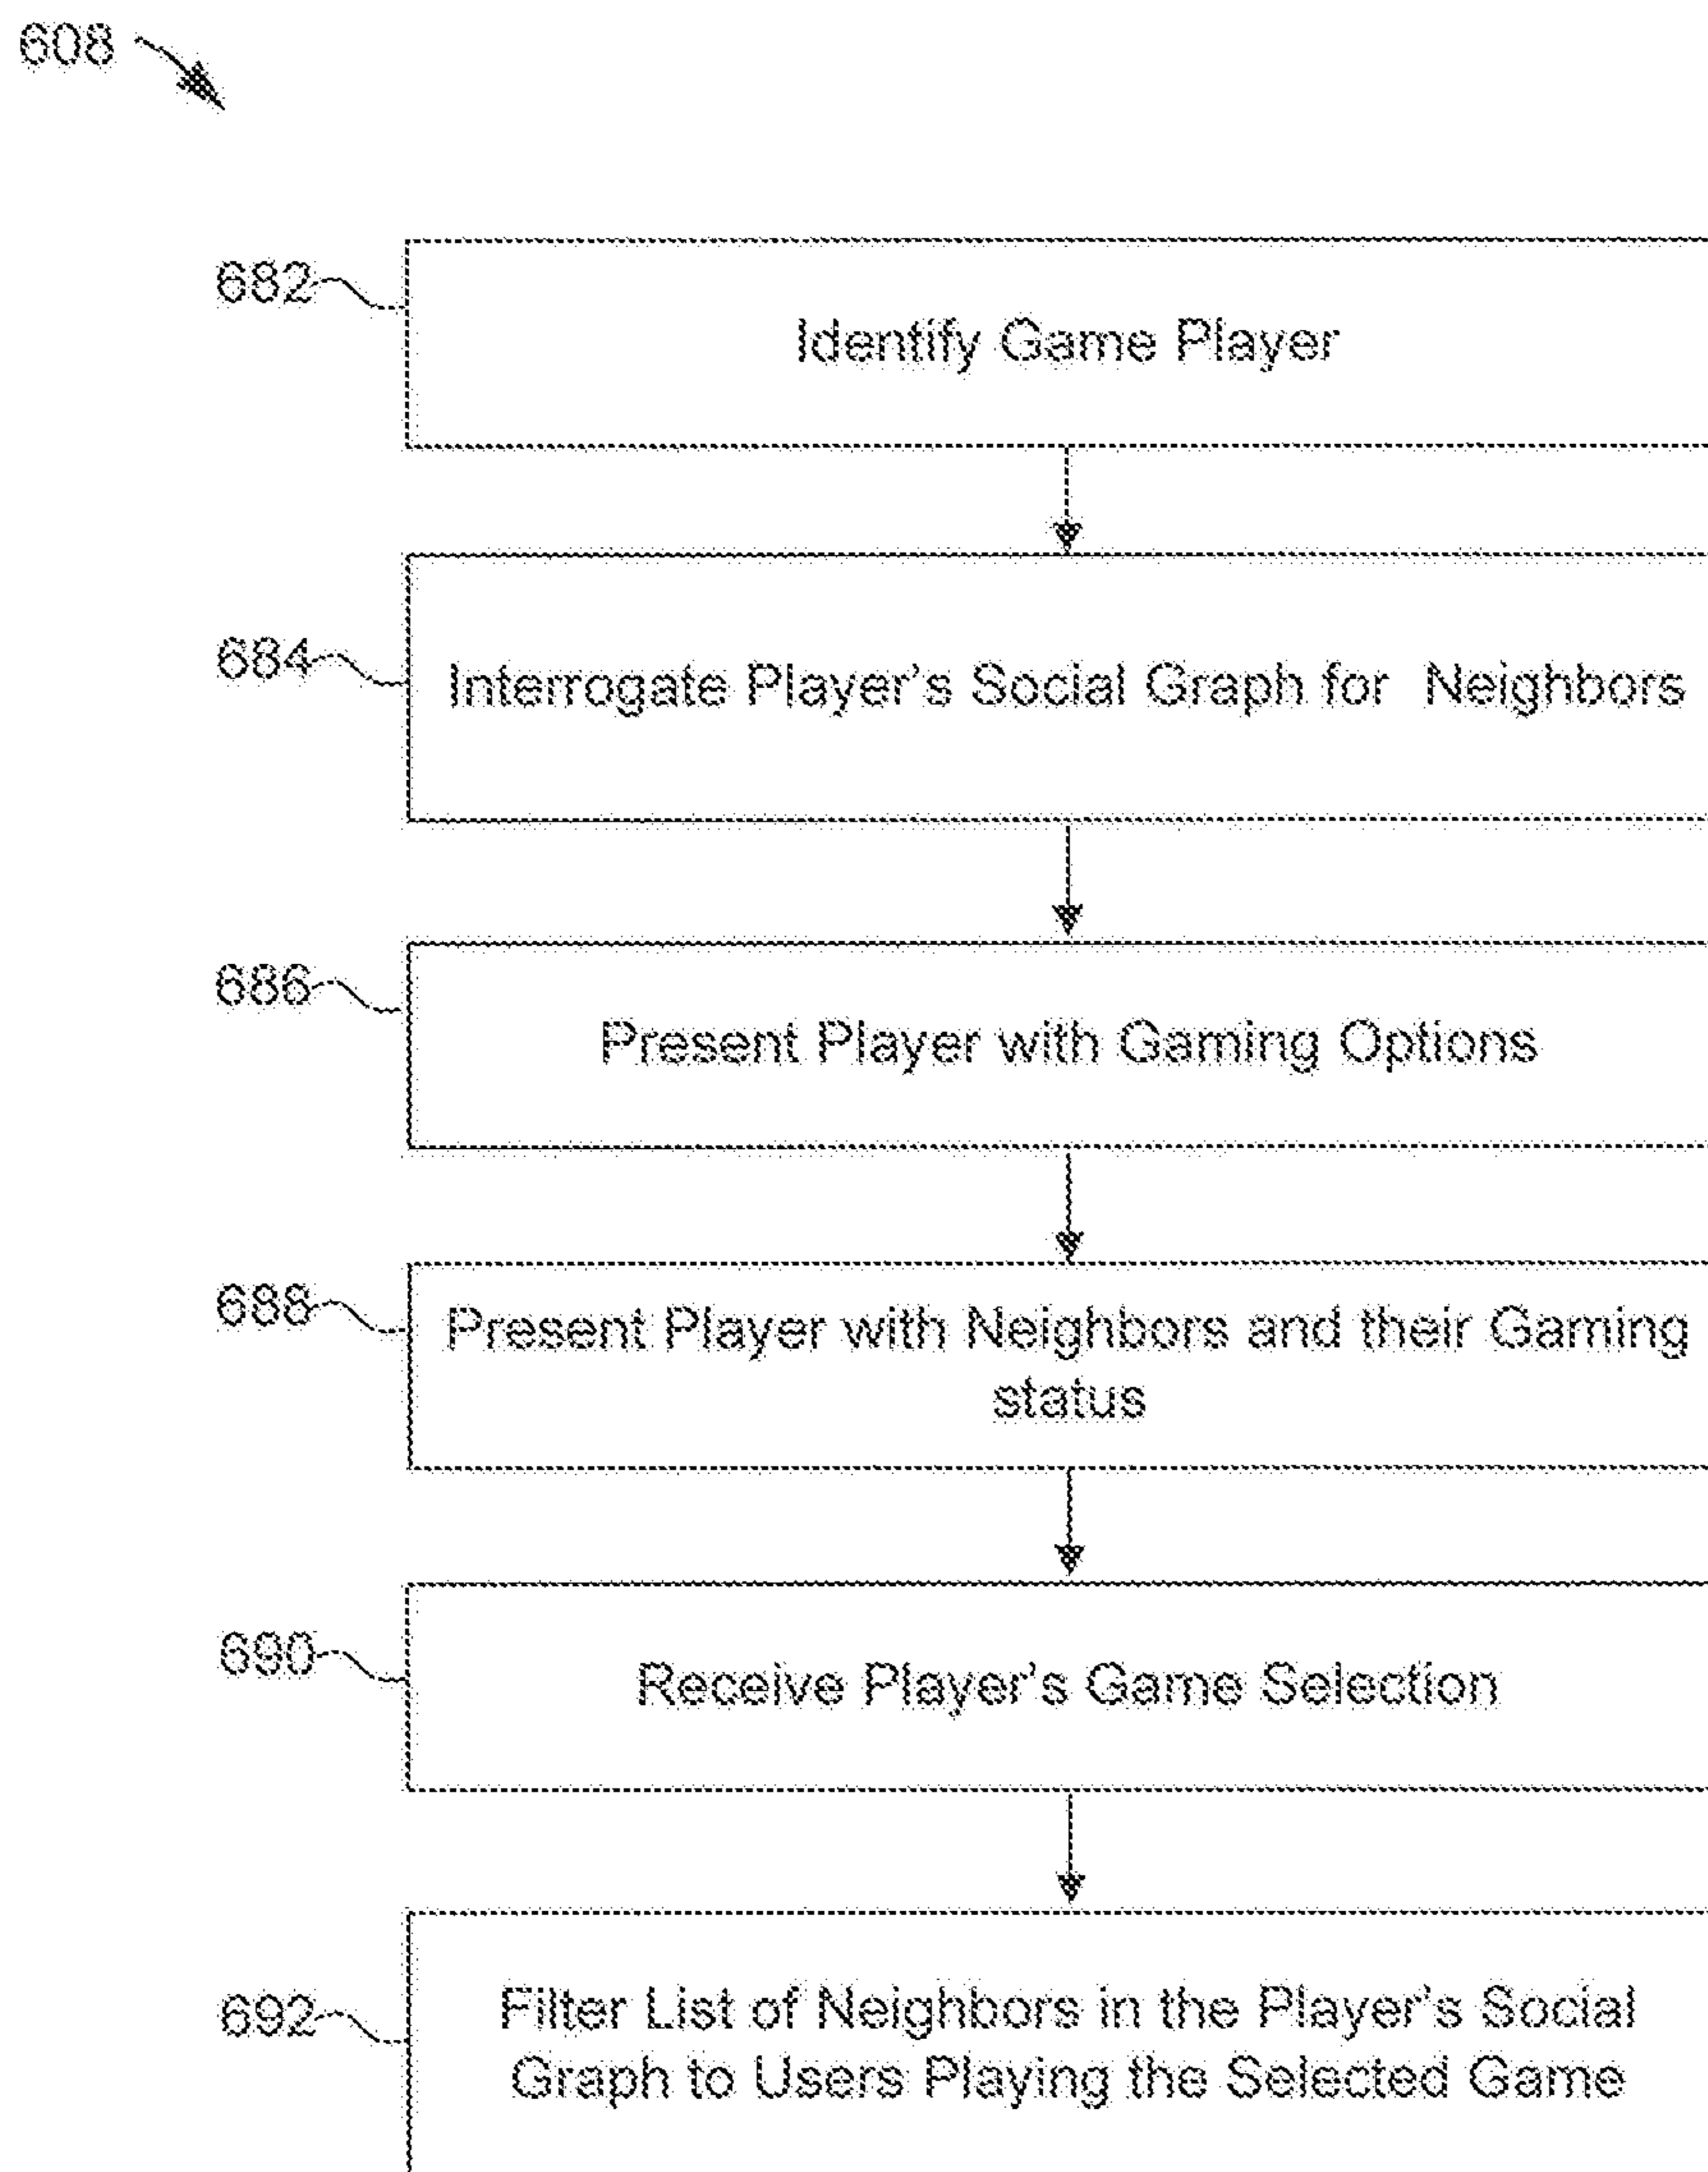 608
682
Identify Game Player
684
Interrogate Player's Social Graph for Neighbors
686
Present Player with Gaming Options
688
Present Player with Neighbors and their Gaming
status
690
Receive Player's Game Selection
692
Filter List of Neighbors in the Player's Social
Graph to Users Playing the Selected Game